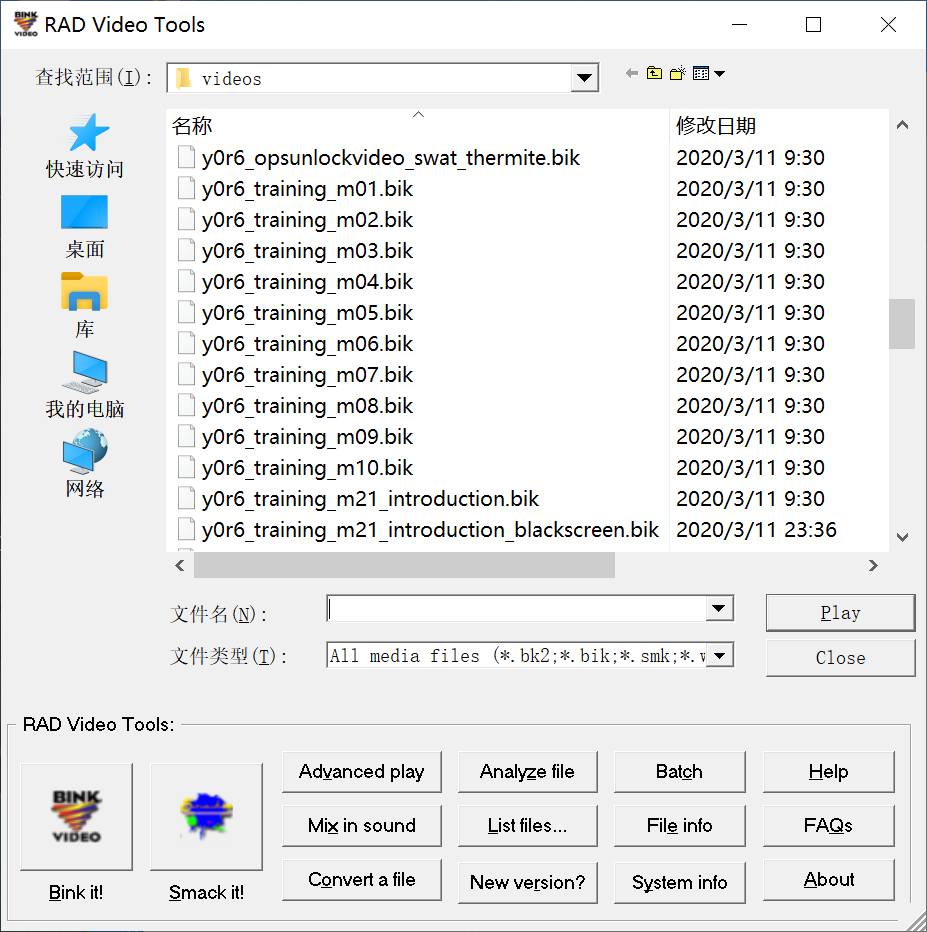 BINK VIDEO RAD Video Tools
查找范围(I): videos
名称 修改日期
快速访问
桌面
库
我的电脑
网络
y0r6_opsunlockvideo_swat_thermite.bik 2020/3/11 9:30
y0r6_training_m01.bik 2020/3/11 9:30
y0r6_training_m02.bik 2020/3/11 9:30
y0r6_training_m03.bik 2020/3/11 9:30
y0r6_training_m04.bik 2020/3/11 9:30
y0r6_training_m05.bik 2020/3/11 9:30
y0r6_training_m06.bik 2020/3/11 9:30
y0r6_training_m07.bik 2020/3/11 9:30
y0r6_training_m08.bik 2020/3/11 9:30
y0r6_training_m09.bik 2020/3/11 9:30
y0r6_training_m10.bik 2020/3/11 9:30
y0r6_training_m21_introduction.bik 2020/3/11 9:30
y0r6_training_m21_introduction_blackscreen.bik 2020/3/11 23:36
文件名(N): Play
文件类型(T): All media files (*.bk2;*.bik;*.smk;*.v Close
RAD Video Tools:
Advanced play Analyze file Batch Help
BINK VIDEO Mix in sound List files... File info FAQs
Bink it! Smack it! Convert a file New version? System info About